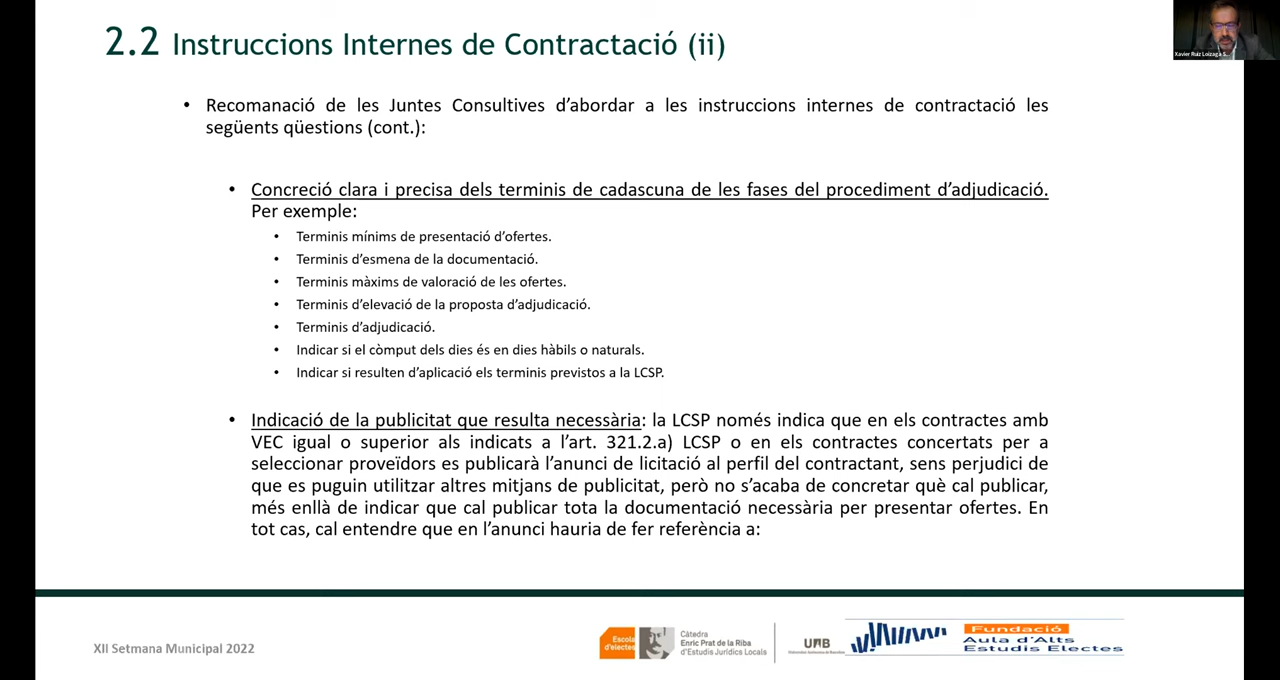 2.2 Instruccions Internes de Contractació (ii)
Xavier Ruiz Loizaga S...
• Recomanació de les Juntes Consultives d’abordar a les instruccions internes de contractació les
següents qüestions (cont.):
• Concreció clara i precisa dels terminis de cadascuna de les fases del procediment d’adjudicació.
Per exemple:
• Terminis mínims de presentació d’ofertes.
• Terminis d’esmena de la documentació.
• Terminis màxims de valoració de les ofertes.
• Terminis d’elevació de la proposta d’adjudicació.
• Terminis d’adjudicació.
• Indicar si el còmput dels dies és en dies hàbils o naturals.
• Indicar si resulten d’aplicació els terminis previstos a la LCSP.
• Indicació de la publicitat que resulta necessària: la LCSP només indica que en els contractes amb
VEC igual o superior als indicats a l’art. 321.2.a) LCSP o en els contractes concertats per a
seleccionar proveïdors es publicarà l’anunci de licitació al perfil del contractant, sens perjudici de
que es puguin utilitzar altres mitjans de publicitat, però no s’acaba de concretar què cal publicar,
més enllà de indicar que cal publicar tota la documentació necessària per presentar ofertes. En
tot cas, cal entendre que en l’anunci hauria de fer referència a:
XII Setmana Municipal 2022
Escola
d'electes
Càtedra
Enric Prat de la Riba
d'Estudis Jurídics Locals
UAB
Universitat Autònoma de Barcelona
Fundació
Aula d'Alts
Estudis Electes